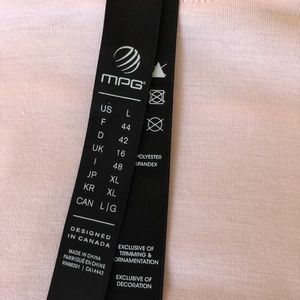 MPG
US L
F 44
D 42
UK 16
I 48
JP XL
KR XL
CAN L|G
DESIGNED
IN CANADA
MADE IN CHINA
FABRIQUÉ EN CHINE
POLYESTER
SPANDEX
EXCLUSIVE OF
TRIMMING &
ORNAMENTATION
EXCLUSIVE OF
DECORATION